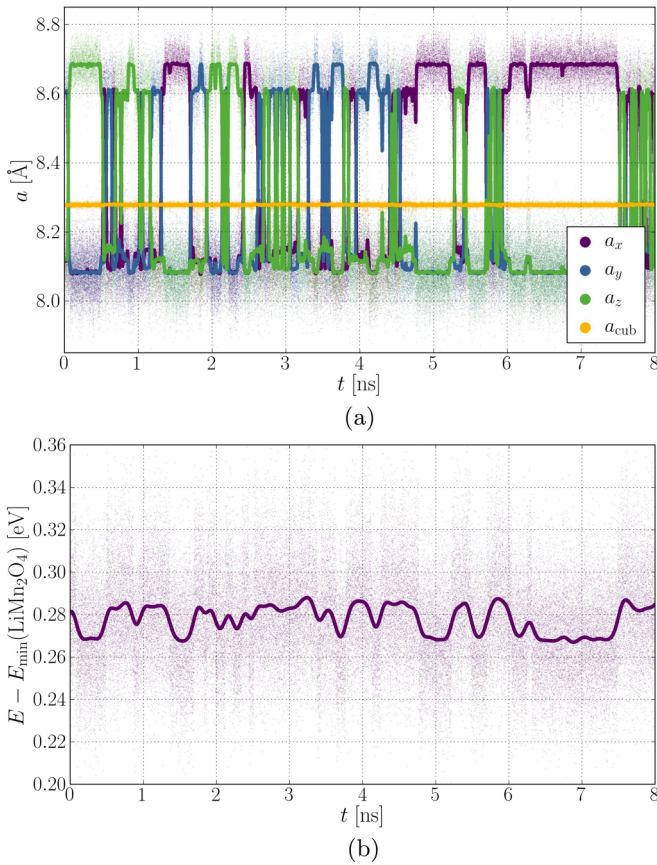 8.8
8.6
8.4
8.2
8.0
a [Å]
a_x
a_y
a_z
a_cub
0 1 2 3 4 5 6 7 8
t [ns]
(a)
0.36
0.34
0.32
0.30
0.28
0.26
0.24
0.22
0.20
E − E_min(LiMn₂O₄) [eV]
0 1 2 3 4 5 6 7 8
t [ns]
(b)